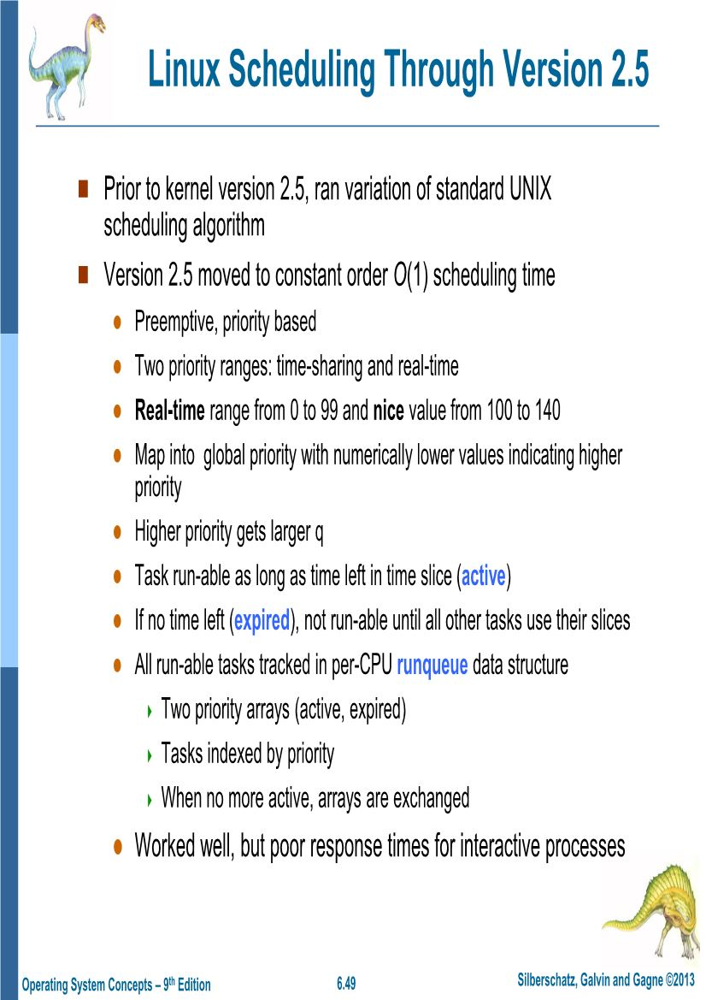 Linux Scheduling Through Version 2.5
Prior to kernel version 2.5, ran variation of standard UNIX
scheduling algorithm
Version 2.5 moved to constant order O(1) scheduling time
Preemptive, priority based
Two priority ranges: time-sharing and real-time
Real-time range from 0 to 99 and nice value from 100 to 140
Map into  global priority with numerically lower values indicating higher
priority
Higher priority gets larger q
Task run-able as long as time left in time slice (active)
If no time left (expired), not run-able until all other tasks use their slices
All run-able tasks tracked in per-CPU runqueue data structure
Two priority arrays (active, expired)
Tasks indexed by priority
When no more active, arrays are exchanged
Worked well, but poor response times for interactive processes
Operating System Concepts – 9th Edition
6.49
Silberschatz, Galvin and Gagne ©2013